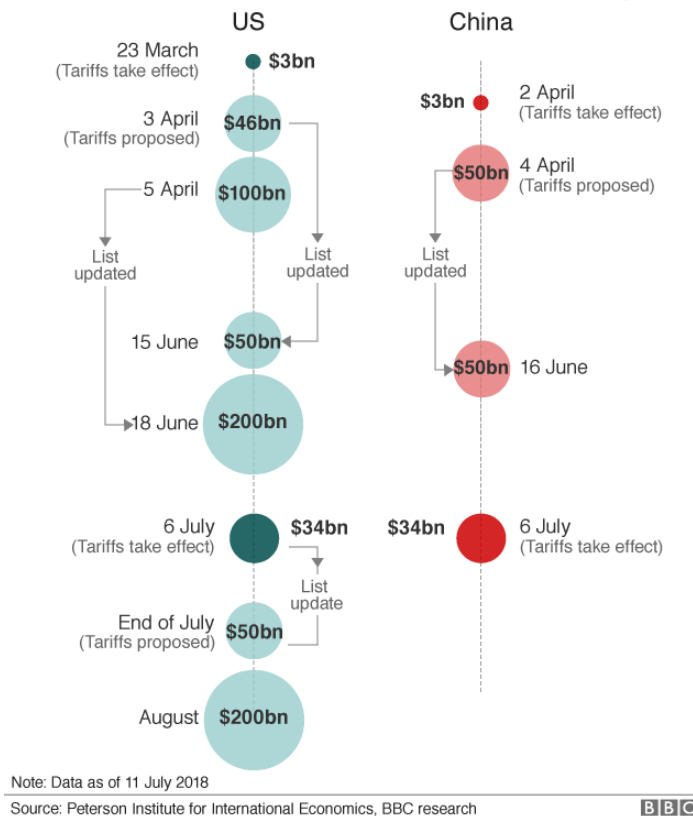 US
China
23 March
(Tariffs take effect)
$3bn
$3bn
2 April
(Tariffs take effect)
3 April
(Tariffs proposed)
$46bn
$50bn
4 April
(Tariffs proposed)
5 April
$100bn
List
updated
List
updated
List
updated
15 June
$50bn
$50bn
16 June
18 June
$200bn
6 July
(Tariffs take effect)
$34bn
$34bn
6 July
(Tariffs take effect)
List
update
End of July
(Tariffs proposed)
$50bn
August
$200bn
Note: Data as of 11 July 2018
Source: Peterson Institute for International Economics, BBC research
BBC